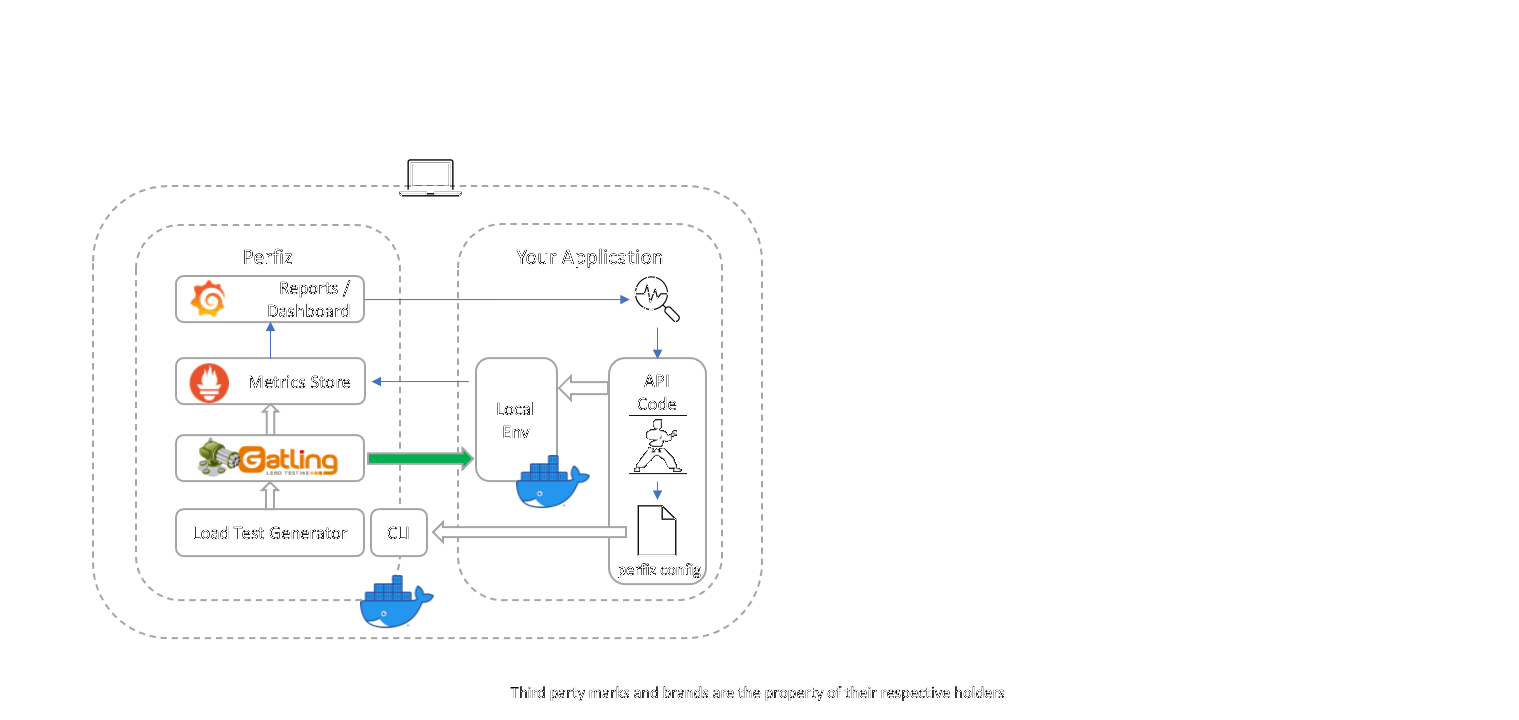 Perfiz
Your Application
Reports /
Dashboard
Metrics Store
API
Code
Local
Env
Gatling
LOAD TESTING
Load Test Generator
CLI
perfiz config
Third party marks and brands are the property of their respective holders